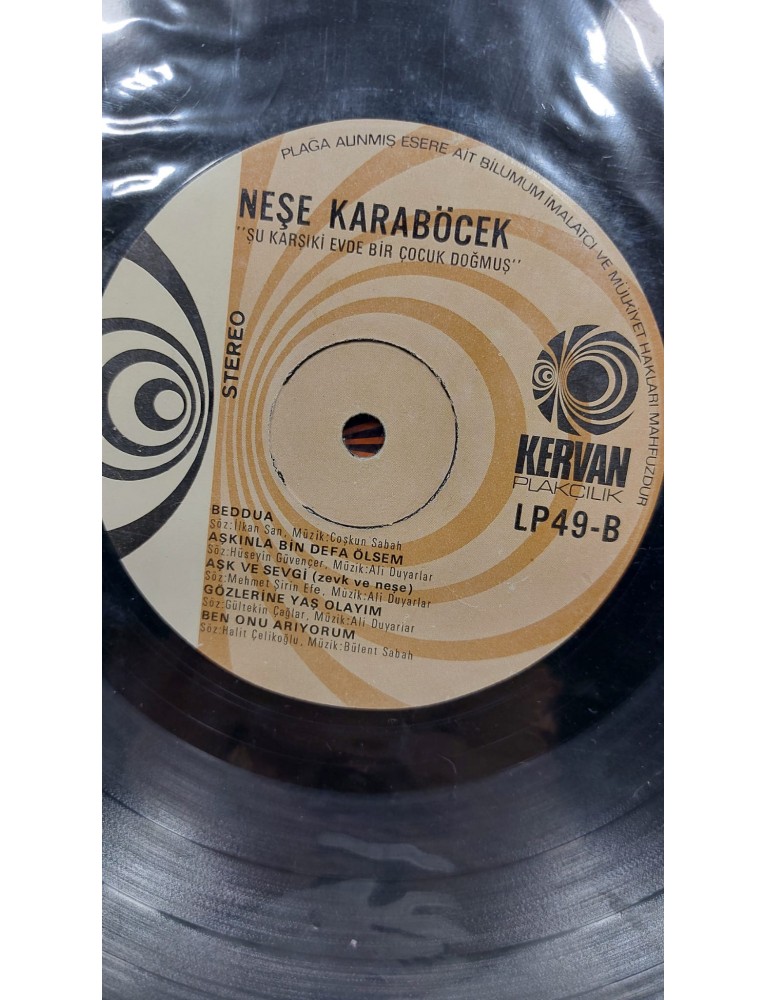 PLAĞA ALINMIŞ ESERE AİT BİLUMUM İMALATÇI VE MÜLKİYET HAKLARI MAHFUZDUR
NEŞE KARABÖCEK
"ŞU KARŞIKİ EVDE BİR ÇOCUK DOĞMUŞ"
STEREO
KERVAN
PLAKÇILIK
LP49-B
BEDDUA
Söz:İlkan San, Müzik:Coşkun Sabah
AŞKINLA BİN DEFA ÖLSEM
Söz:Hüseyin Güvençer, Müzik:Ali Duyarlar
AŞK VE SEVGİ (zevk ve neşe)
Söz:Mehmet Şirin Efe, Müzik:Ali Duyarlar
GÖZLERİNE YAŞ OLAYIM
Söz:Gültekin Çağlar, Müzik:Ali Duyarlar
BEN ONU ARIYORUM
Söz:Halit Çelikoğlu, Müzik:Bülent Sabah